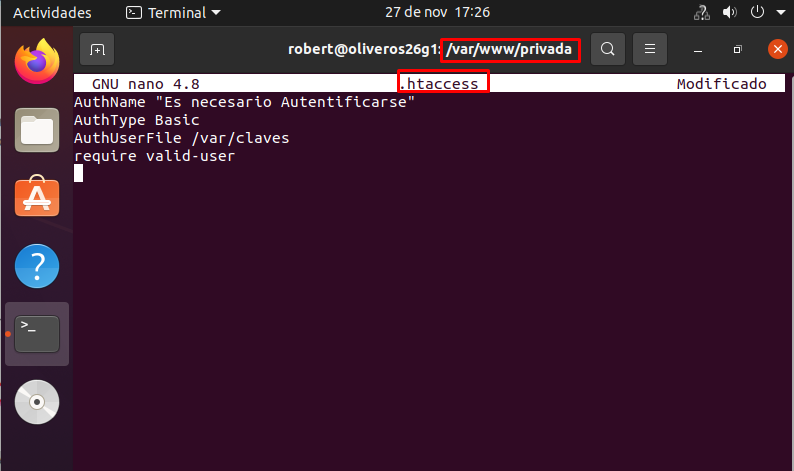 Actividades
Terminal
27 de nov 17:26
robert@oliveros26g1: /var/www/privada
GNU nano 4.8
.htaccess
Modificado
AuthName "Es necesario Autentificarse"
AuthType Basic
AuthUserFile /var/claves
require valid-user
>_